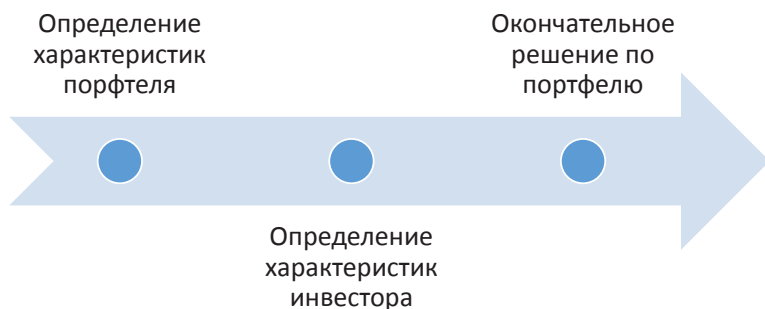 Определение
характеристик
порфтеля
Определение
характеристик
инвестора
Окончательное
решение по
портфелю